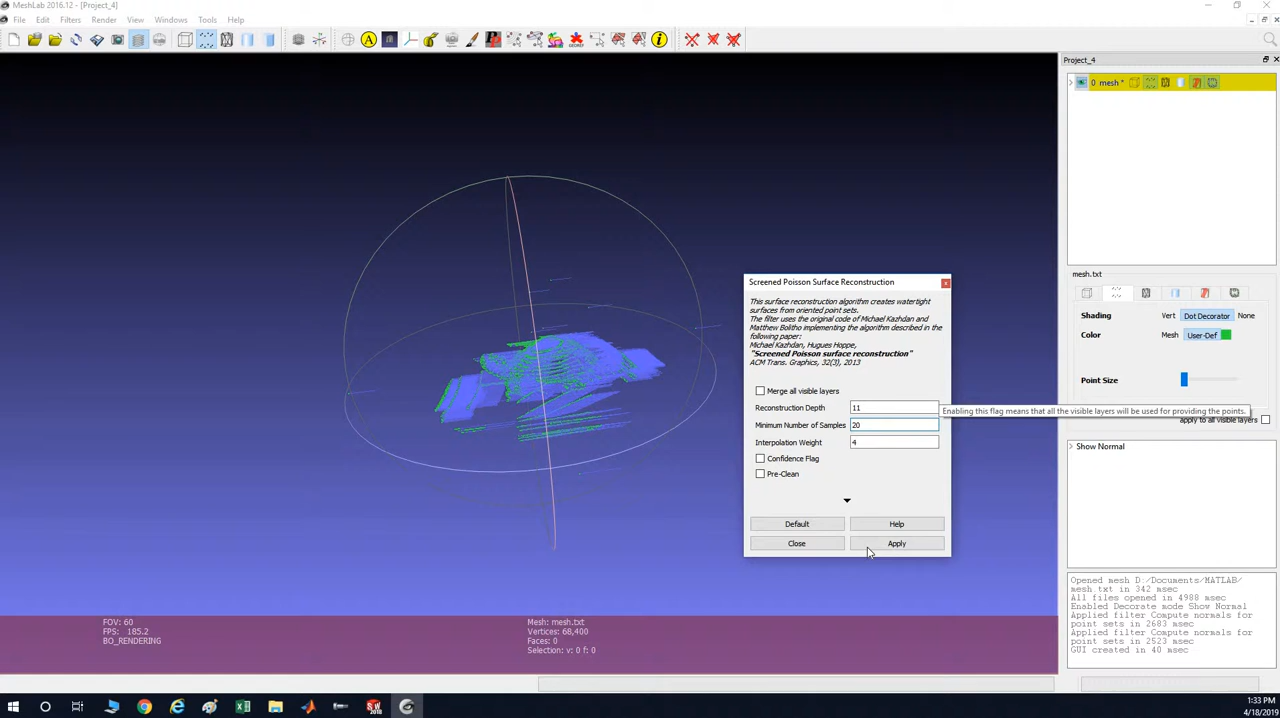 MeshLab 2016.12 - [Project_4]
File Edit Filters Render View Windows Tools Help
Project_4
0 mesh *
Screened Poisson Surface Reconstruction
This surface reconstruction algorithm creates watertight
surfaces from oriented point sets.
The filter uses the original code of Michael Kazhdan and
Matthew Bolitho implementing the algorithm described in the
following paper:
Michael Kazhdan, Hugues Hoppe,
"Screened Poisson surface reconstruction"
ACM Trans. Graphics, 32(3), 2013
Merge all visible layers
Reconstruction Depth 11
Minimum Number of Samples 20
Interpolation Weight 4
Confidence Flag
Pre-Clean
Default Help
Close Apply
Enabling this flag means that all the visible layers will be used for providing the points.
mesh.txt
Shading Vert Dot Decorator None
Color Mesh User-Def
Point Size
apply to all visible layers
Show Normal
Opened mesh D:/Documents/MATLAB/
mesh.txt in 342 msec
All files opened in 4988 msec
Enabled Decorate mode Show Normal
Applied filter Compute normals for
point sets in 2683 msec
Applied filter Compute normals for
point sets in 2523 msec
GUI created in 40 msec
FOV: 60
FPS: 185.2
BO_RENDERING
Mesh: mesh.txt
Vertices: 68,400
Faces: 0
Selection: v: 0 f: 0
1:33 PM
4/18/2019